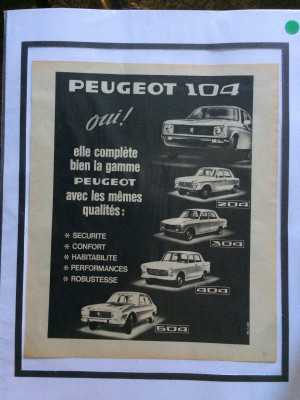 PEUGEOT 104
oui!
elle complète
bien la gamme
PEUGEOT
avec les mêmes
qualités :
* SECURITE
* CONFORT
* HABITABILITE
* PERFORMANCES
* ROBUSTESSE
204
304
404
504